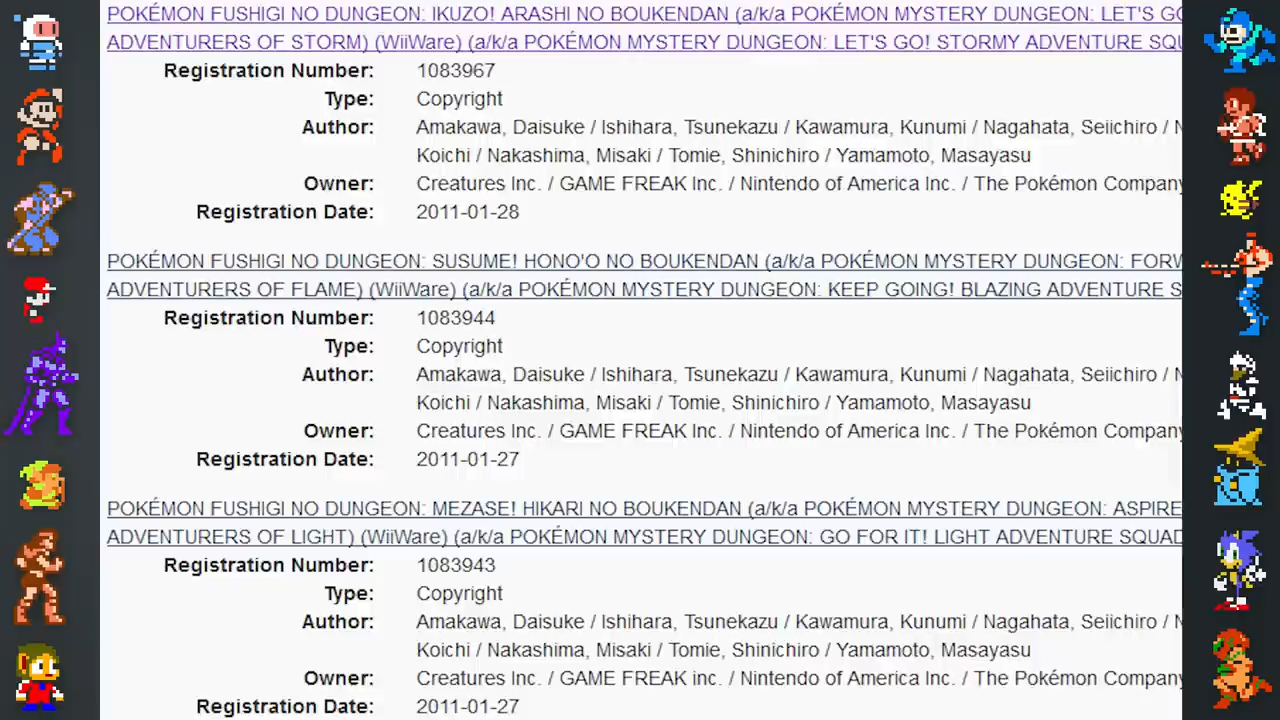 POKÉMON FUSHIGI NO DUNGEON: IKUZO! ARASHI NO BOUKENDAN (a/k/a POKÉMON MYSTERY DUNGEON: LET'S GO
ADVENTURERS OF STORM) (WiiWare) (a/k/a POKÉMON MYSTERY DUNGEON: LET'S GO! STORMY ADVENTURE SQU
Registration Number: 1083967
Type: Copyright
Author: Amakawa, Daisuke / Ishihara, Tsunekazu / Kawamura, Kunumi / Nagahata, Seiichiro / N
Koichi / Nakashima, Misaki / Tomie, Shinichiro / Yamamoto, Masayasu
Owner: Creatures Inc. / GAME FREAK Inc. / Nintendo of America Inc. / The Pokémon Company
Registration Date: 2011-01-28
POKÉMON FUSHIGI NO DUNGEON: SUSUME! HONO'O NO BOUKENDAN (a/k/a POKÉMON MYSTERY DUNGEON: FORW
ADVENTURERS OF FLAME) (WiiWare) (a/k/a POKÉMON MYSTERY DUNGEON: KEEP GOING! BLAZING ADVENTURE S
Registration Number: 1083944
Type: Copyright
Author: Amakawa, Daisuke / Ishihara, Tsunekazu / Kawamura, Kunumi / Nagahata, Seiichiro / N
Koichi / Nakashima, Misaki / Tomie, Shinichiro / Yamamoto, Masayasu
Owner: Creatures Inc. / GAME FREAK Inc. / Nintendo of America Inc. / The Pokémon Company
Registration Date: 2011-01-27
POKÉMON FUSHIGI NO DUNGEON: MEZASE! HIKARI NO BOUKENDAN (a/k/a POKÉMON MYSTERY DUNGEON: ASPIRE
ADVENTURERS OF LIGHT) (WiiWare) (a/k/a POKÉMON MYSTERY DUNGEON: GO FOR IT! LIGHT ADVENTURE SQUAD
Registration Number: 1083943
Type: Copyright
Author: Amakawa, Daisuke / Ishihara, Tsunekazu / Kawamura, Kunumi / Nagahata, Seiichiro / N
Koichi / Nakashima, Misaki / Tomie, Shinichiro / Yamamoto, Masayasu
Owner: Creatures Inc. / GAME FREAK inc. / Nintendo of America Inc. / The Pokémon Company
Registration Date: 2011-01-27